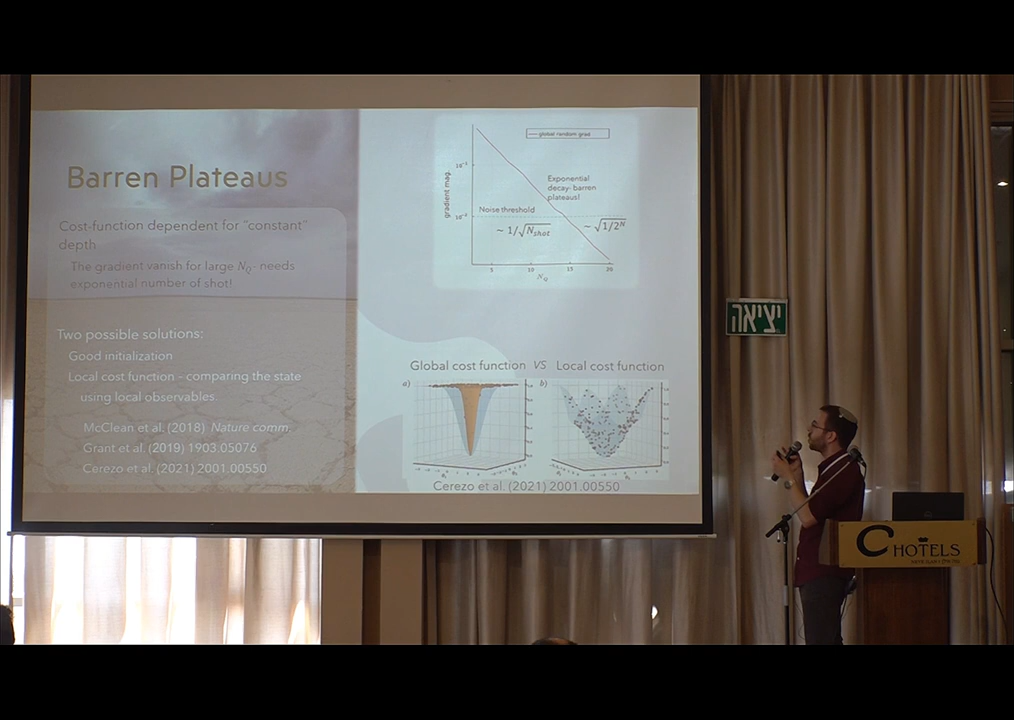 Barren Plateaus
Cost-function dependent for "constant"
depth
The gradient vanish for large N_Q- needs
exponential number of shot!
Two possible solutions:
Good initialization
Local cost function - comparing the state
using local observables
McClean et al. (2018) Nature comm.
Grant et al. (2019) 1903.05076
Cerezo et al. (2021) 2001.00550
global random grad
gradient mag.
Exponential
decay- barren
plateaus!
Noise threshold
~ 1/√N_shot
~ √1/2^N
5 10 15 20
N_Q
Global cost function VS Local cost function
a) b)
Cerezo et al. (2021) 2001.00550
יציאה
C HOTELS